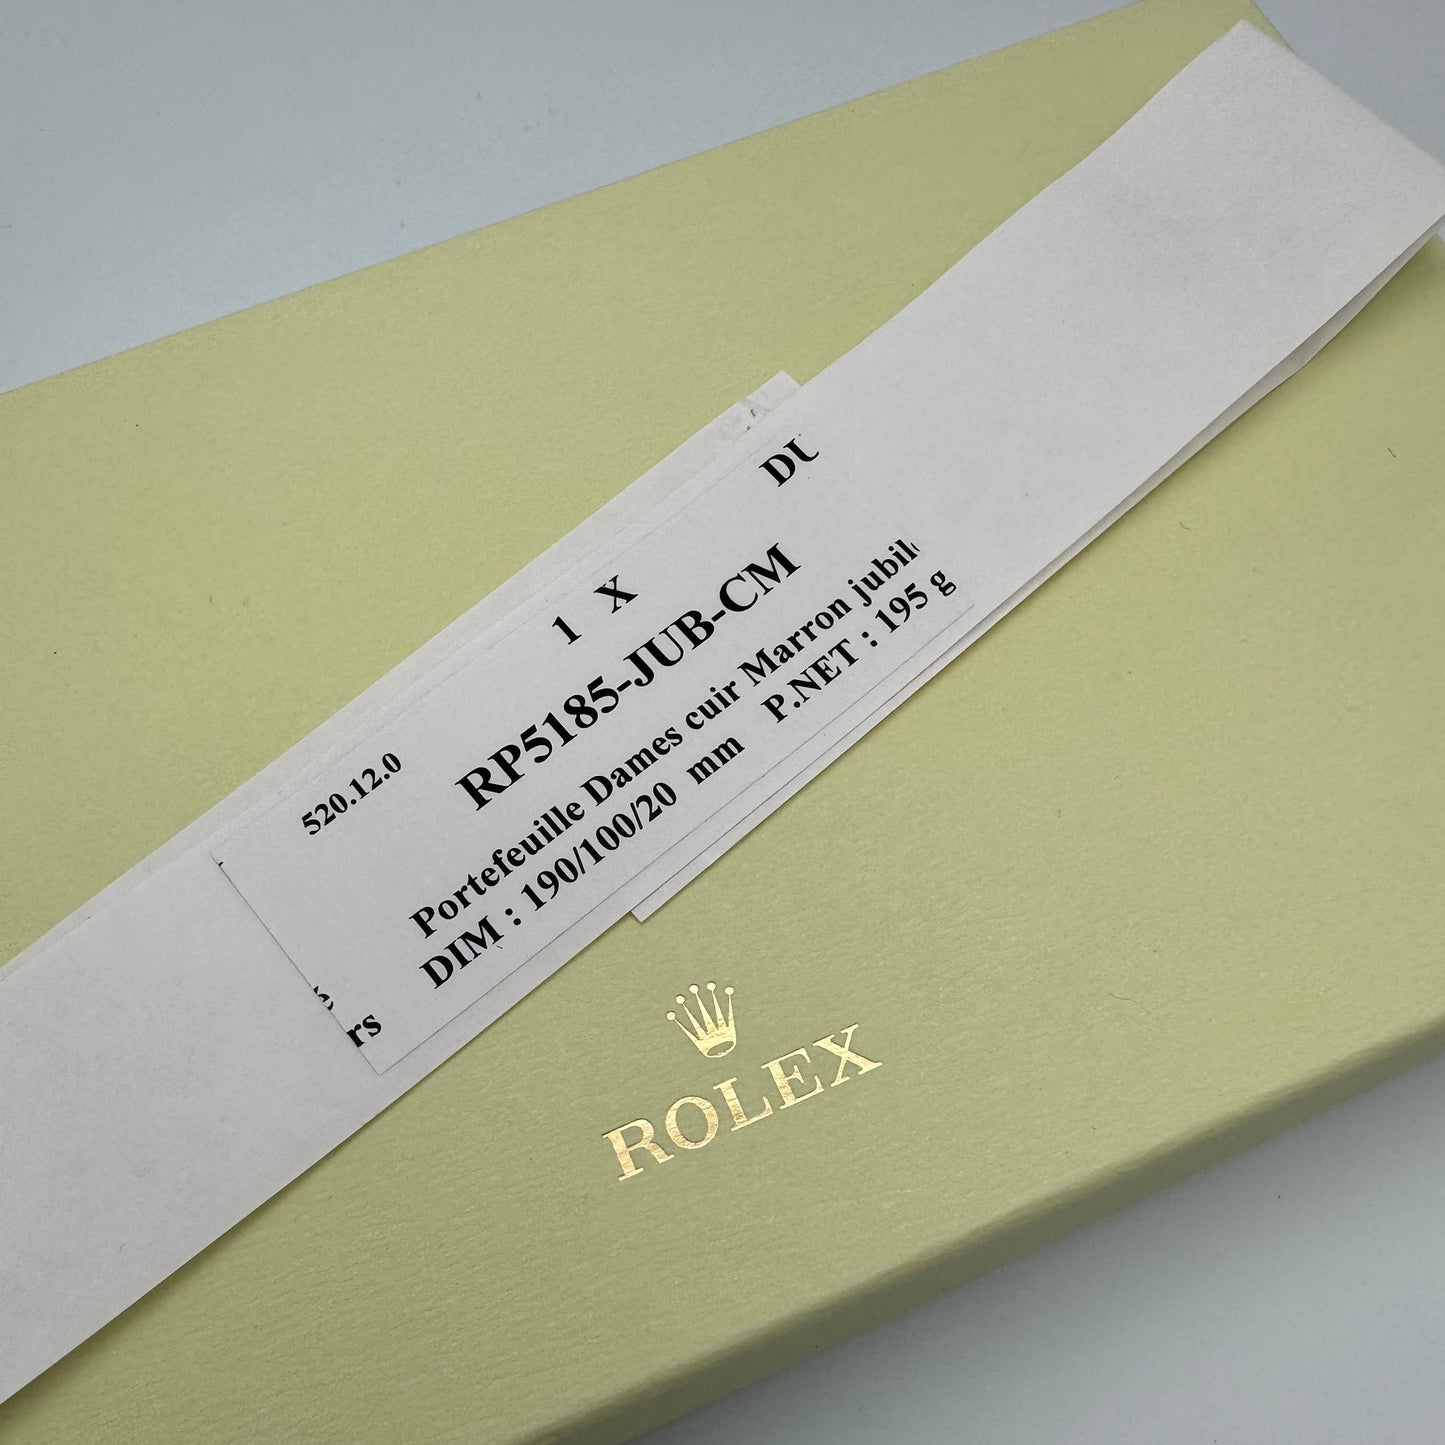 DU
1 X
520.12.0
RP5185-JUB-CM
Portefeuille Dames cuir Marron jubil
DIM : 190/100/20 mm P.NET : 195 g
rs
ROLEX